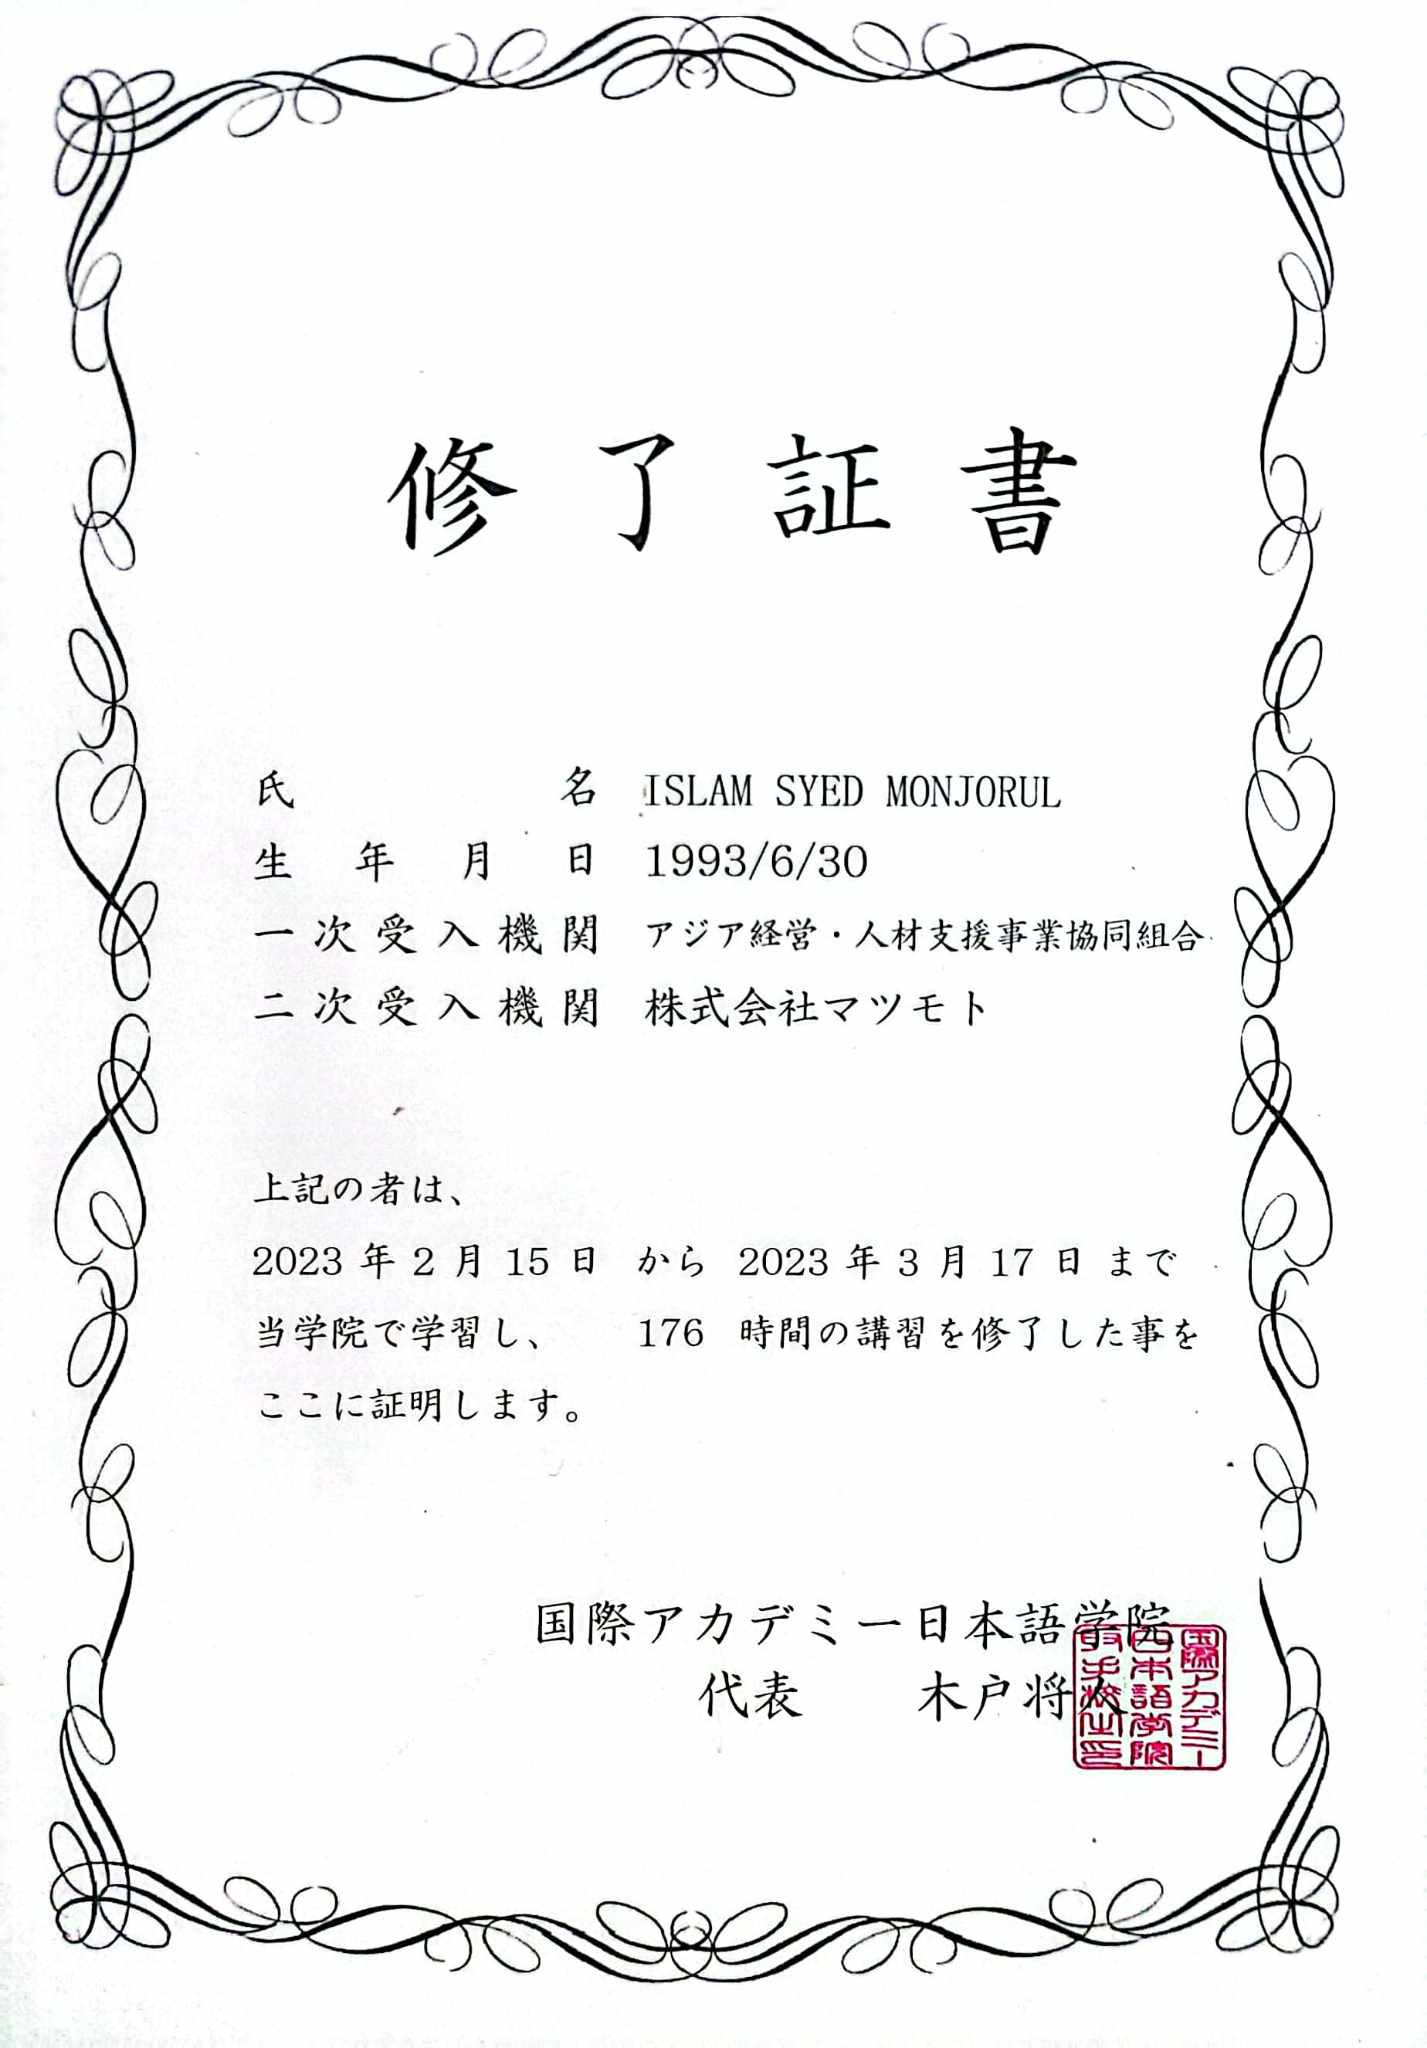 修了証書
氏名 ISLAM SYED MONJORUL
生年月日 1993/6/30
一次受入機関 アジア経営・人材支援事業協同組合
二次受入機関 株式会社マツモト
上記の者は、
2023年2月15日 から 2023年3月17日 まで
当学院で学習し、 176 時間の講習を修了した事を
ここに証明します。
国際アカデミー日本語学院
代表 木戸将人
国際アカデミー
日本語学院